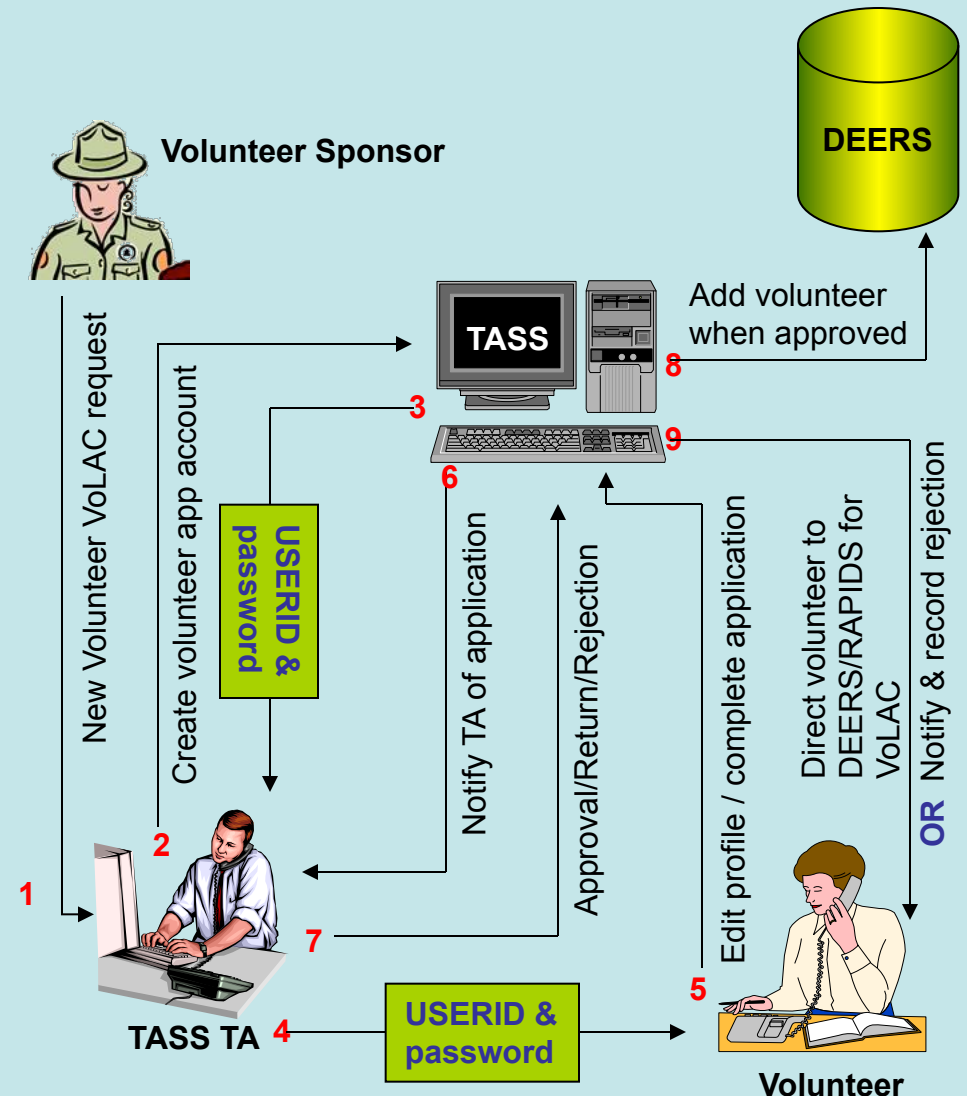 DEERS
Volunteer Sponsor
Add volunteer
when approved
TASS
8
3
9
6
New Volunteer VoLAC request
Create volunteer app account
USERID &
password
Notify TA of application
Approval/Return/Rejection
Edit profile / complete application
Direct volunteer to
DEERS/RAPIDS for
VoLAC
OR Notify & record rejection
2
1
7
5
TASS TA
4
USERID &
password
Volunteer